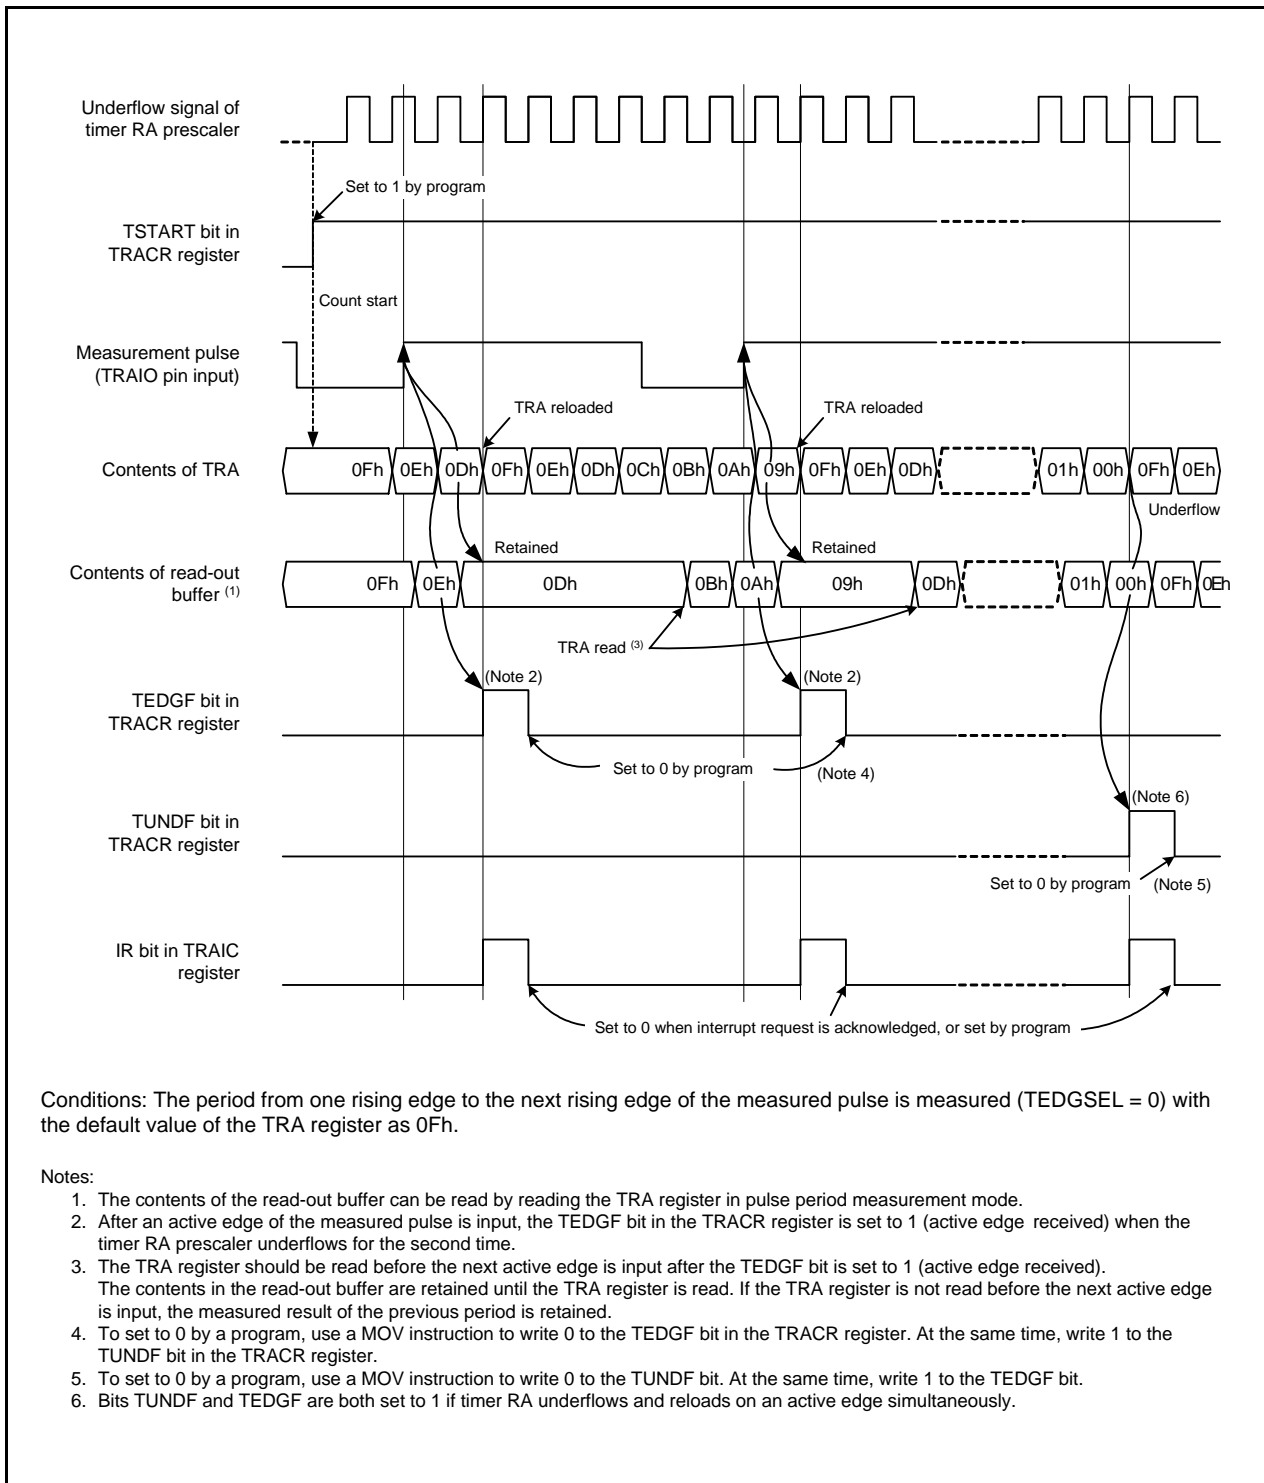 Underflow signal of
timer RA prescaler
Set to 1 by program
TSTART bit in
TRACR register
Count start
Measurement pulse
(TRAIO pin input)
TRA reloaded
TRA reloaded
Contents of TRA
0Fh 0Eh 0Dh 0Fh 0Eh 0Dh 0Ch 0Bh 0Ah 09h 0Fh 0Eh 0Dh 01h 00h 0Fh 0Eh
Underflow
Retained
Retained
Contents of read-out
buffer (1)
0Fh 0Eh 0Dh 0Bh 0Ah 09h 0Dh 01h 00h 0Fh 0Eh
TRA read (3)
TEDGF bit in
TRACR register
(Note 2)
(Note 2)
Set to 0 by program
(Note 4)
TUNDF bit in
TRACR register
(Note 6)
Set to 0 by program
(Note 5)
IR bit in TRAIC
register
Set to 0 when interrupt request is acknowledged, or set by program
Conditions: The period from one rising edge to the next rising edge of the measured pulse is measured (TEDGSEL = 0) with
the default value of the TRA register as 0Fh.
Notes:
1. The contents of the read-out buffer can be read by reading the TRA register in pulse period measurement mode.
2. After an active edge of the measured pulse is input, the TEDGF bit in the TRACR register is set to 1 (active edge received) when the
timer RA prescaler underflows for the second time.
3. The TRA register should be read before the next active edge is input after the TEDGF bit is set to 1 (active edge received).
The contents in the read-out buffer are retained until the TRA register is read. If the TRA register is not read before the next active edge
is input, the measured result of the previous period is retained.
4. To set to 0 by a program, use a MOV instruction to write 0 to the TEDGF bit in the TRACR register. At the same time, write 1 to the
TUNDF bit in the TRACR register.
5. To set to 0 by a program, use a MOV instruction to write 0 to the TUNDF bit. At the same time, write 1 to the TEDGF bit.
6. Bits TUNDF and TEDGF are both set to 1 if timer RA underflows and reloads on an active edge simultaneously.